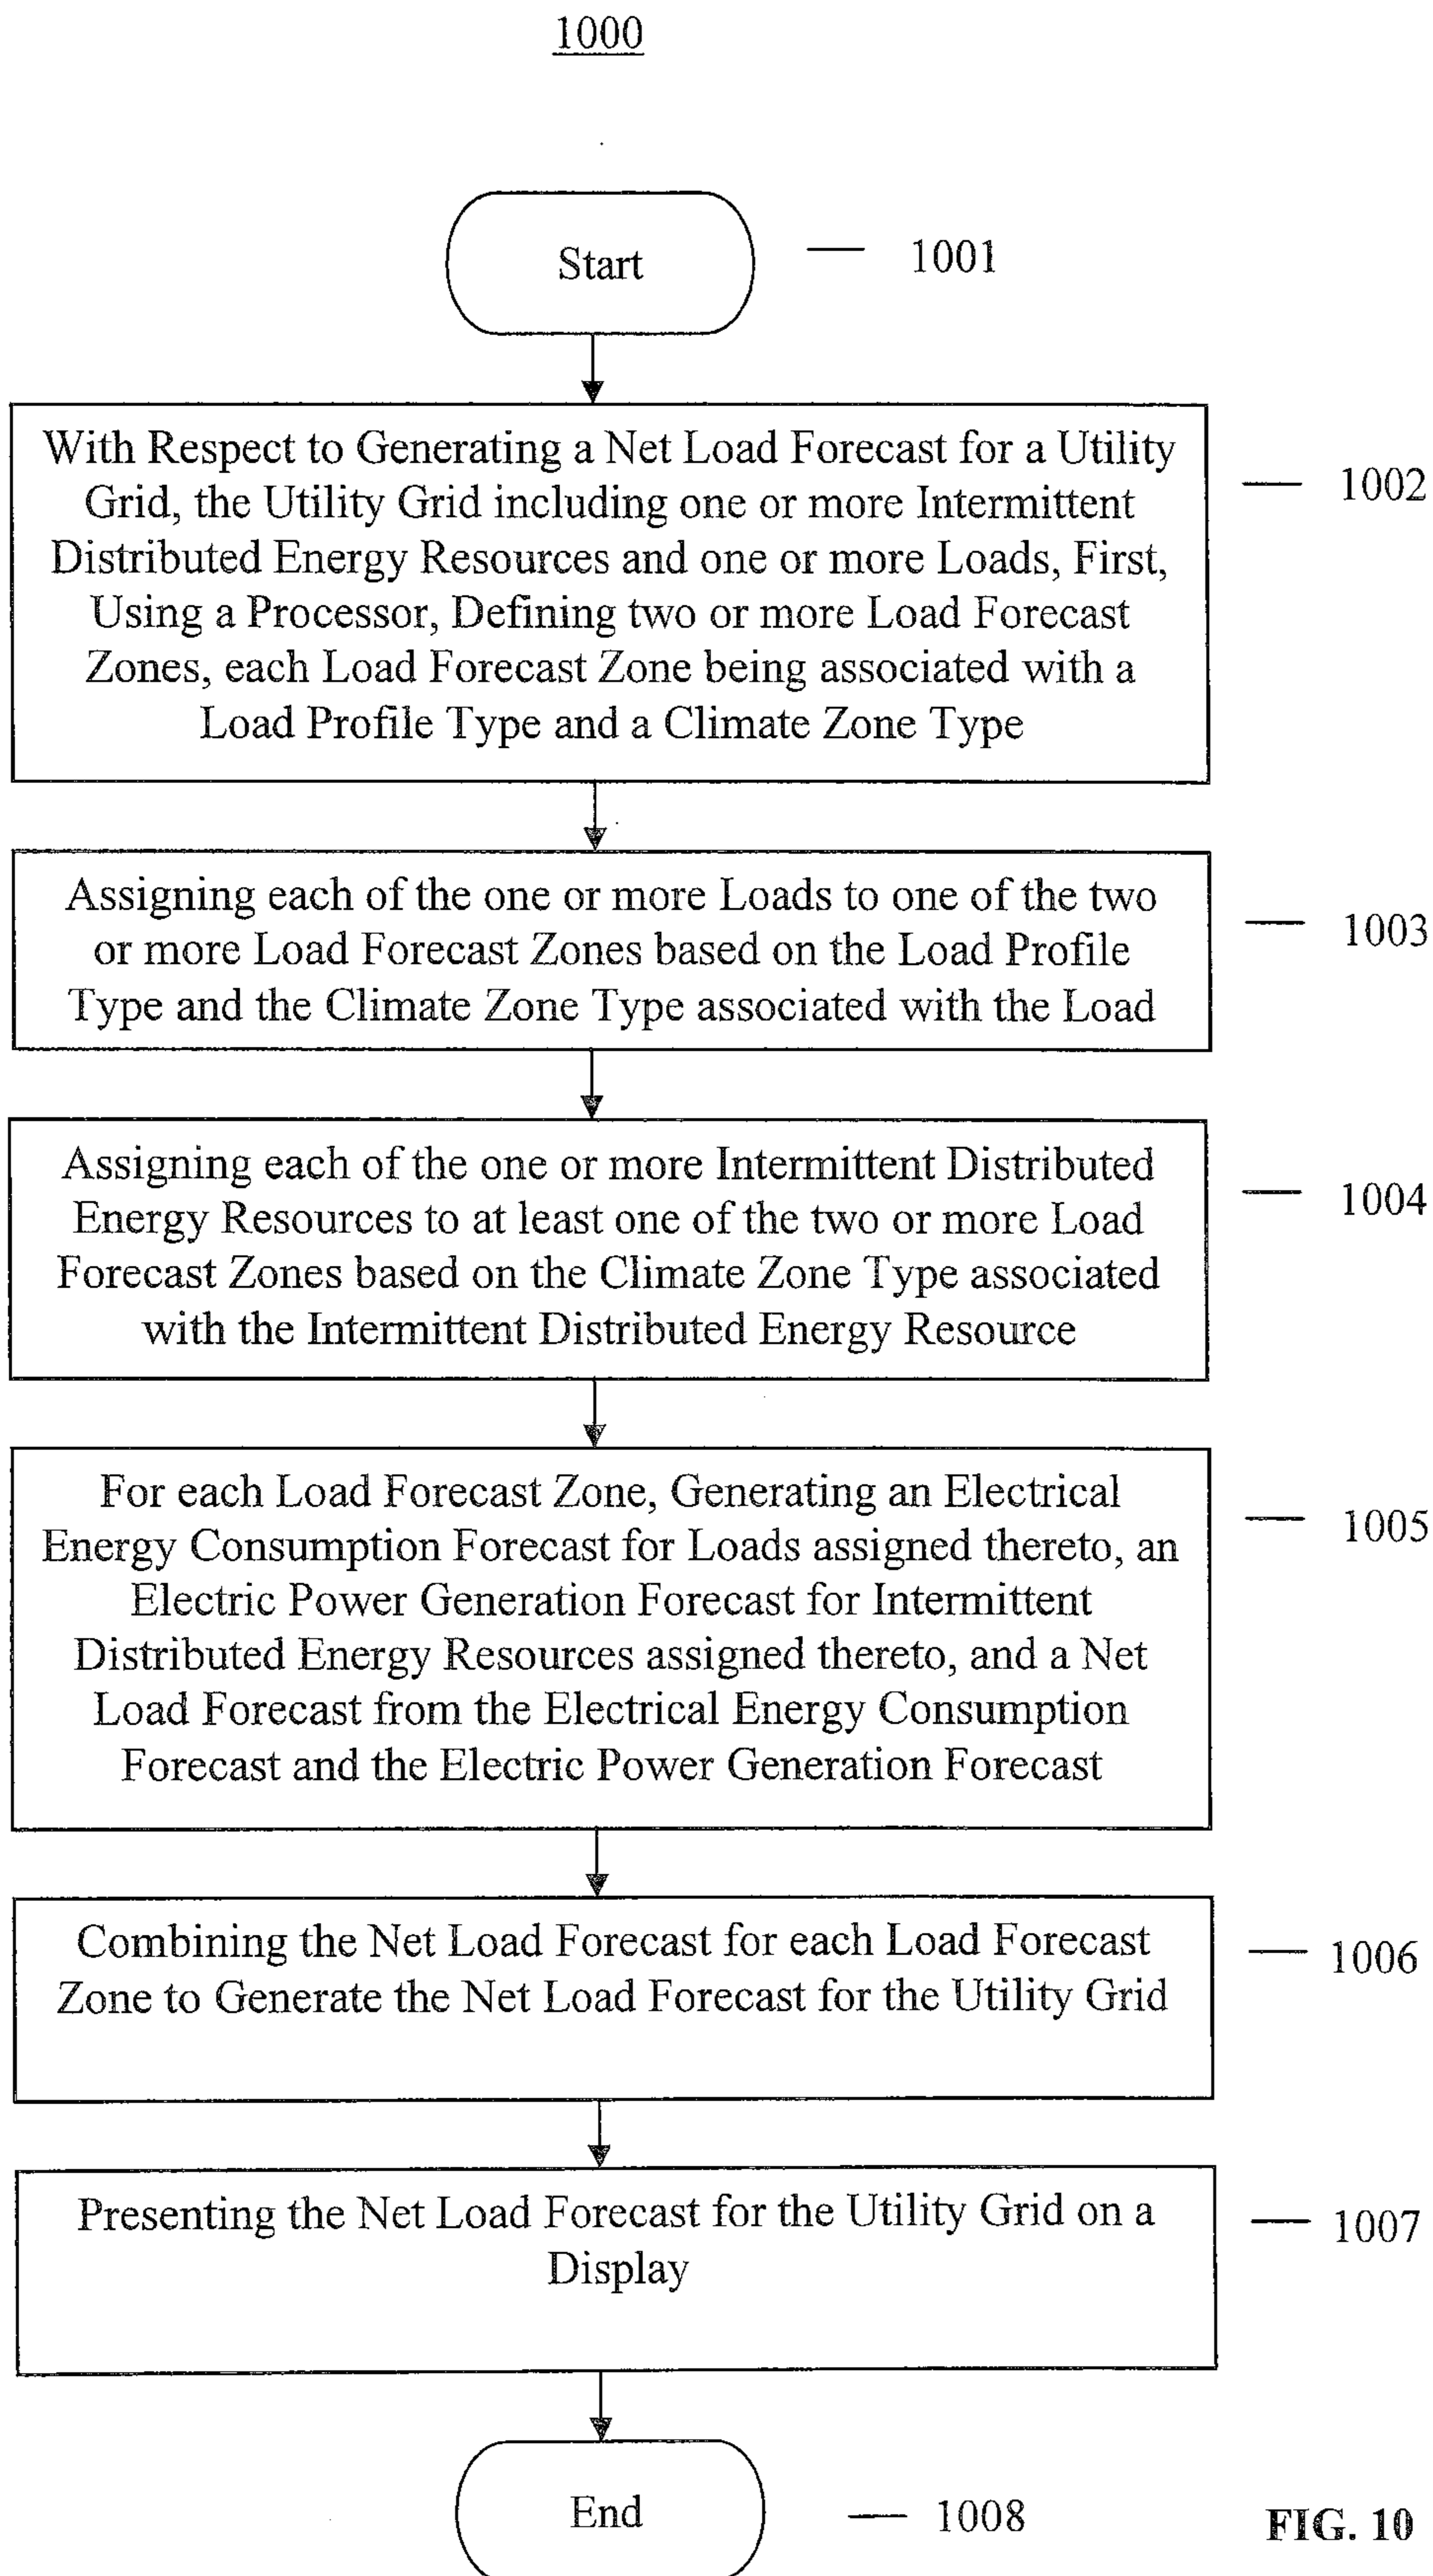 1000
Start
1001
With Respect to Generating a Net Load Forecast for a Utility
Grid, the Utility Grid including one or more Intermittent
Distributed Energy Resources and one or more Loads, First,
Using a Processor, Defining two or more Load Forecast
Zones, each Load Forecast Zone being associated with a
Load Profile Type and a Climate Zone Type
1002
Assigning each of the one or more Loads to one of the two
or more Load Forecast Zones based on the Load Profile
Type and the Climate Zone Type associated with the Load
1003
Assigning each of the one or more Intermittent Distributed
Energy Resources to at least one of the two or more Load
Forecast Zones based on the Climate Zone Type associated
with the Intermittent Distributed Energy Resource
1004
For each Load Forecast Zone, Generating an Electrical
Energy Consumption Forecast for Loads assigned thereto, an
Electric Power Generation Forecast for Intermittent
Distributed Energy Resources assigned thereto, and a Net
Load Forecast from the Electrical Energy Consumption
Forecast and the Electric Power Generation Forecast
1005
Combining the Net Load Forecast for each Load Forecast
Zone to Generate the Net Load Forecast for the Utility Grid
1006
Presenting the Net Load Forecast for the Utility Grid on a
Display
1007
End
1008
FIG. 10